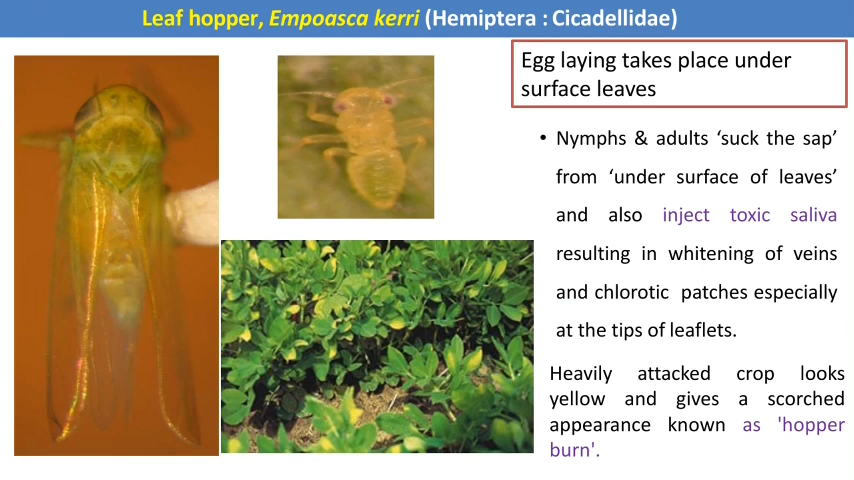 Leaf hopper, Empoasca kerri (Hemiptera : Cicadellidae)
Egg laying takes place under
surface leaves
• Nymphs & adults ‘suck the sap’
from ‘under surface of leaves’
and also inject toxic saliva
resulting in whitening of veins
and chlorotic patches especially
at the tips of leaflets.
Heavily attacked crop looks
yellow and gives a scorched
appearance known as 'hopper
burn'.